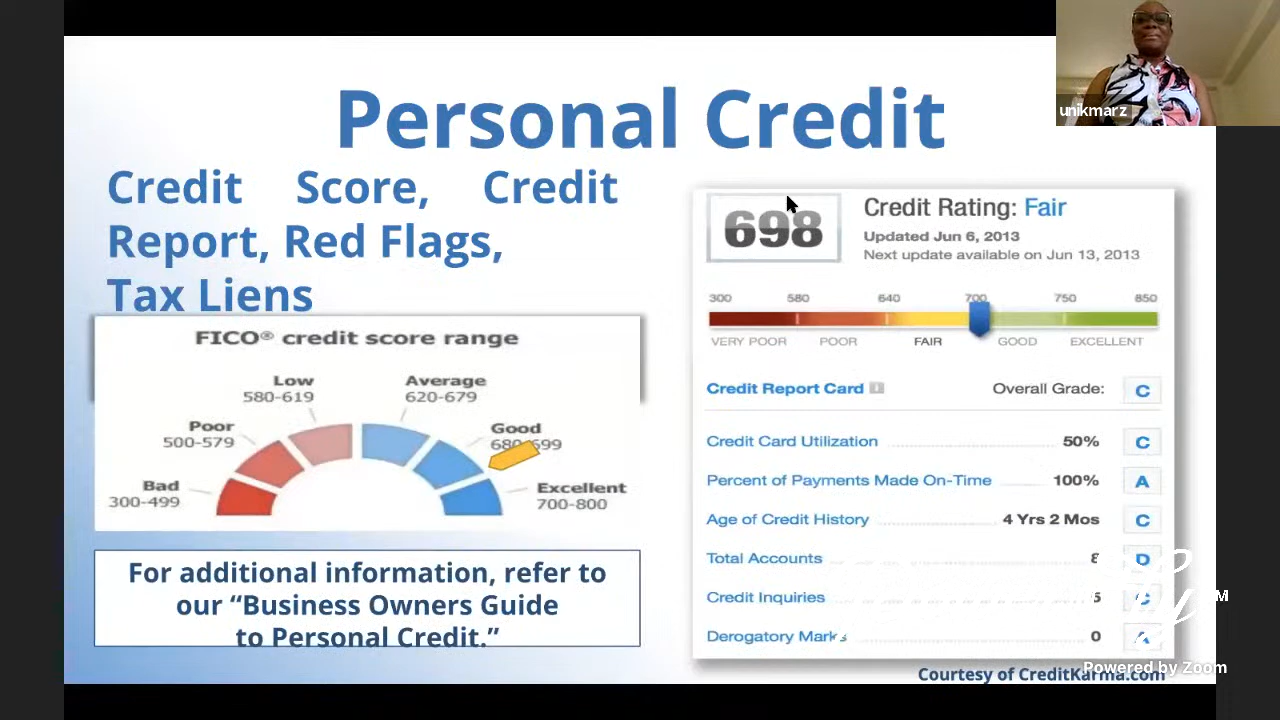 unikmarz
Personal Credit
Credit Score, Credit
Report, Red Flags,
Tax Liens
FICO® credit score range
Low
580-619
Average
620-679
Poor
500-579
Good
680-699
Bad
300-499
Excellent
700-800
For additional information, refer to
our “Business Owners Guide
to Personal Credit.”
698
Credit Rating: Fair
Updated Jun 6, 2013
Next update available on Jun 13, 2013
300 580 640 700 750 850
VERY POOR POOR FAIR GOOD EXCELLENT
Credit Report Card Overall Grade: C
Credit Card Utilization 50% C
Percent of Payments Made On-Time 100% A
Age of Credit History 4 Yrs 2 Mos C
Total Accounts 8 D
Credit Inquiries 5
Derogatory Marks 0 A
Courtesy of CreditKarma.com
Powered by Zoom